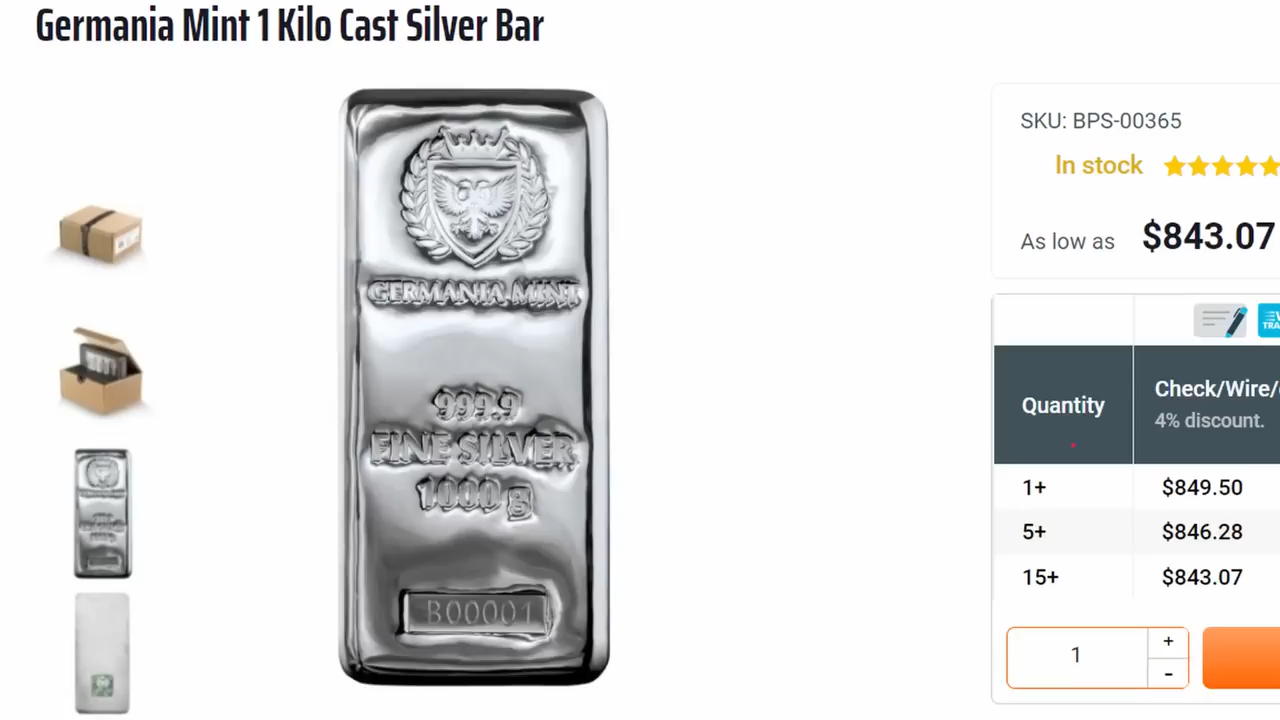 Germania Mint 1 Kilo Cast Silver Bar
GERMANIA MINT
999.9
FINE SILVER
1000 g
B00001
SKU: BPS-00365
In stock
As low as $843.07
Quantity
Check/Wire/
4% discount.
1+ $849.50
5+ $846.28
15+ $843.07
1
+
-